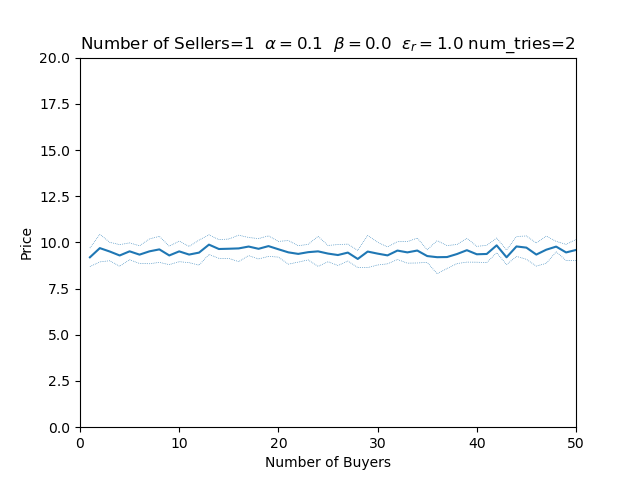 Number of Sellers=1 α = 0.1 β = 0.0 εr = 1.0 num_tries=2
20.0
17.5
15.0
12.5
10.0
7.5
5.0
2.5
0.0
Price
0 10 20 30 40 50
Number of Buyers